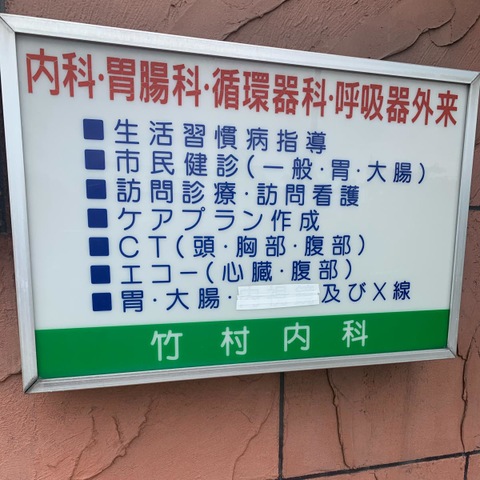 内科・胃腸科・循環器科・呼吸器外来
■生活習慣病指導
■市民健診(一般・胃・大腸)
■訪問診療・訪問看護
■ケアプラン作成
■CT(頭・胸部・腹部)
■エコー(心臓・腹部)
■胃・大腸・ 及びX線
竹村内科